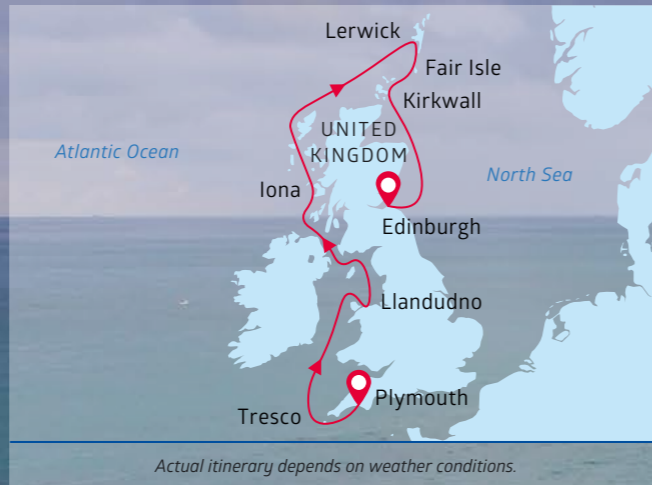 Lerwick
Fair Isle
Kirkwall
UNITED
KINGDOM
Atlantic Ocean
North Sea
Iona
Edinburgh
Llandudno
Plymouth
Tresco
Actual itinerary depends on weather conditions.